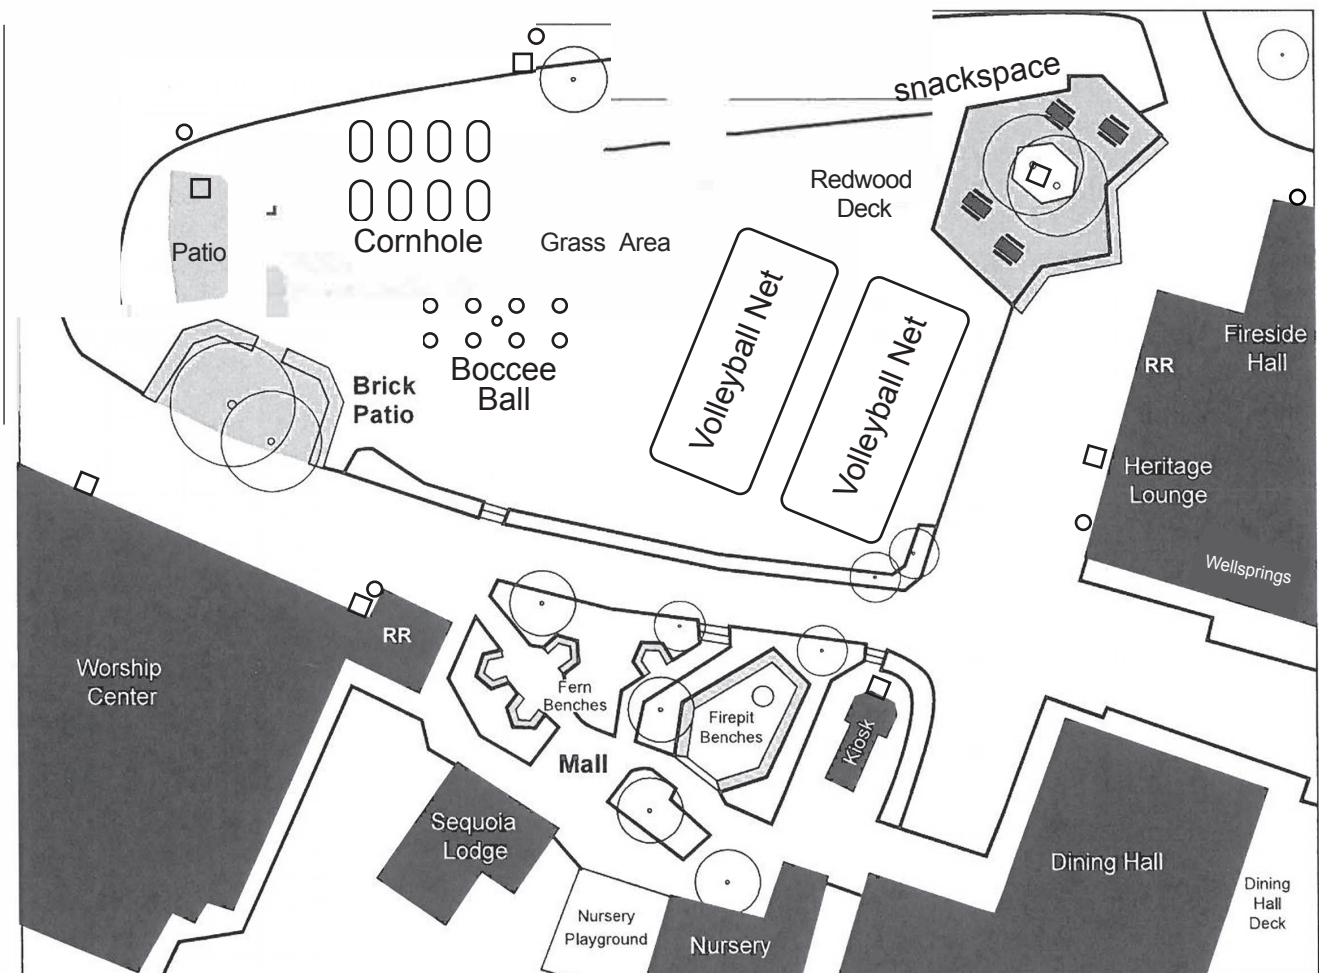 snackspace
Redwood
Deck
Patio
Cornhole
Grass Area
Volleyball Net
Volleyball Net
Fireside
Hall
RR
Boccee
Ball
Brick
Patio
Heritage
Lounge
Wellsprings
RR
Worship
Center
Fern
Benches
Firepit
Benches
Kiosk
Mall
Sequoia
Lodge
Dining Hall
Dining
Hall
Deck
Nursery
Playground
Nursery